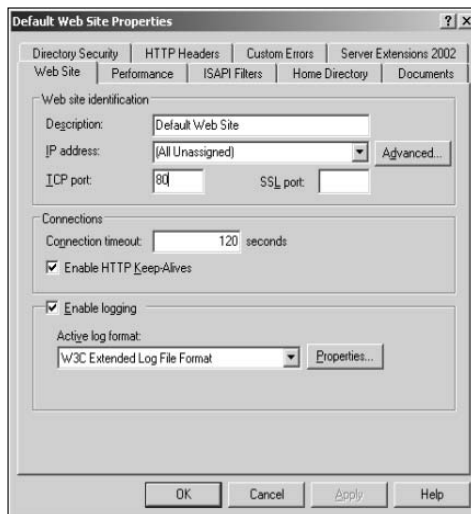 Default Web Site Properties
Directory Security HTTP Headers Custom Errors Server Extensions 2002
Web Site Performance ISAPI Filters Home Directory Documents
Web site identification
Description: Default Web Site
IP address: (All Unassigned) Advanced...
TCP port: 80 SSL port:
Connections
Connection timeout: 120 seconds
Enable HTTP Keep-Alives
Enable logging
Active log format:
W3C Extended Log File Format Properties...
OK Cancel Apply Help